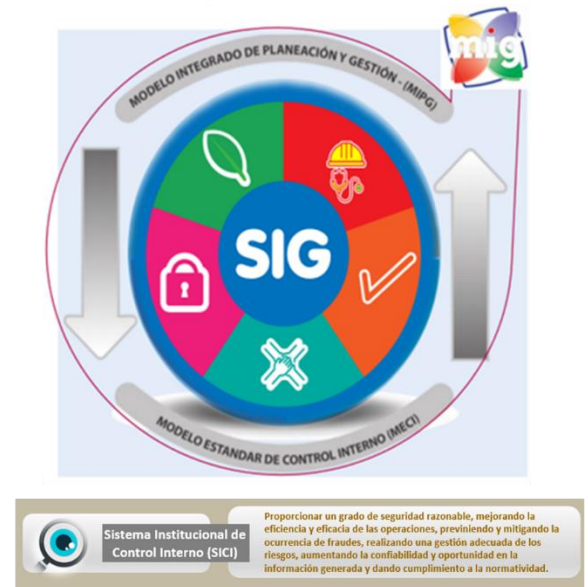 mig
MODELO INTEGRADO DE PLANEACIÓN Y GESTIÓN - (MIPG)
SIG
MODELO ESTANDAR DE CONTROL INTERNO (MECI)
Sistema Institucional de
Control Interno (SICI)
Proporcionar un grado de seguridad razonable, mejorando la
eficiencia y eficacia de las operaciones, previniendo y mitigando la
ocurrencia de fraudes, realizando una gestión adecuada de los
riesgos, aumentando la confiabilidad y oportunidad en la
información generada y dando cumplimiento a la normatividad.